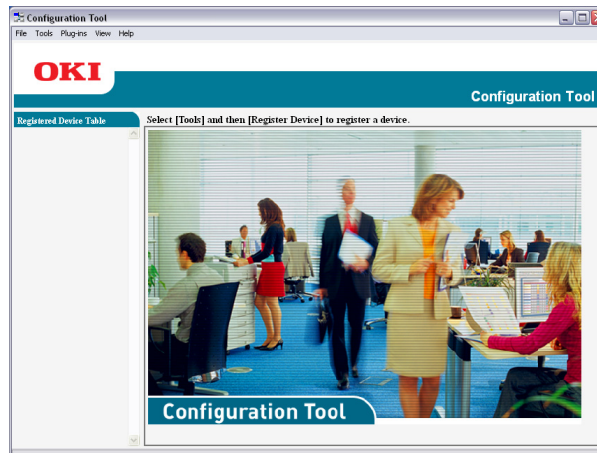 Configuration Tool
File Tools Plug-ins View Help
OKI
Configuration Tool
Registered Device Table
Select [Tools] and then [Register Device] to register a device.
Configuration Tool